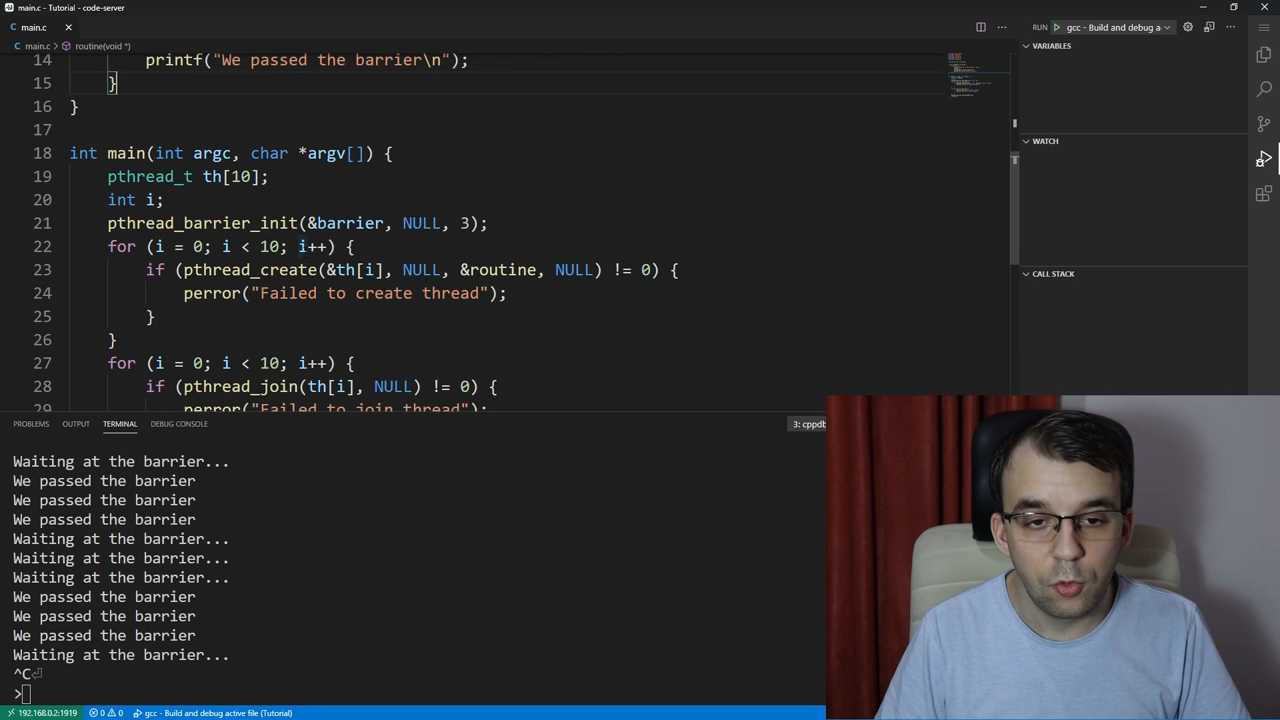 main.c - Tutorial - code-server
main.c
RUN
gcc - Build and debug a
main.c
routine(void *)
VARIABLES
14 printf("We passed the barrier\n");
15 }
16 }
17
18 int main(int argc, char *argv[]) {
19 pthread_t th[10];
20 int i;
21 pthread_barrier_init(&barrier, NULL, 3);
22 for (i = 0; i < 10; i++) {
23 if (pthread_create(&th[i], NULL, &routine, NULL) != 0) {
24 perror("Failed to create thread");
25 }
26 }
27 for (i = 0; i < 10; i++) {
28 if (pthread_join(th[i], NULL) != 0) {
29 perror("Failed to join thread");
WATCH
CALL STACK
PROBLEMS OUTPUT TERMINAL DEBUG CONSOLE
3: cppdb
Waiting at the barrier...
We passed the barrier
We passed the barrier
We passed the barrier
Waiting at the barrier...
Waiting at the barrier...
Waiting at the barrier...
We passed the barrier
We passed the barrier
We passed the barrier
Waiting at the barrier...
^C⏎
>
192.168.0.2:1919 0 0 gcc - Build and debug active file (Tutorial)